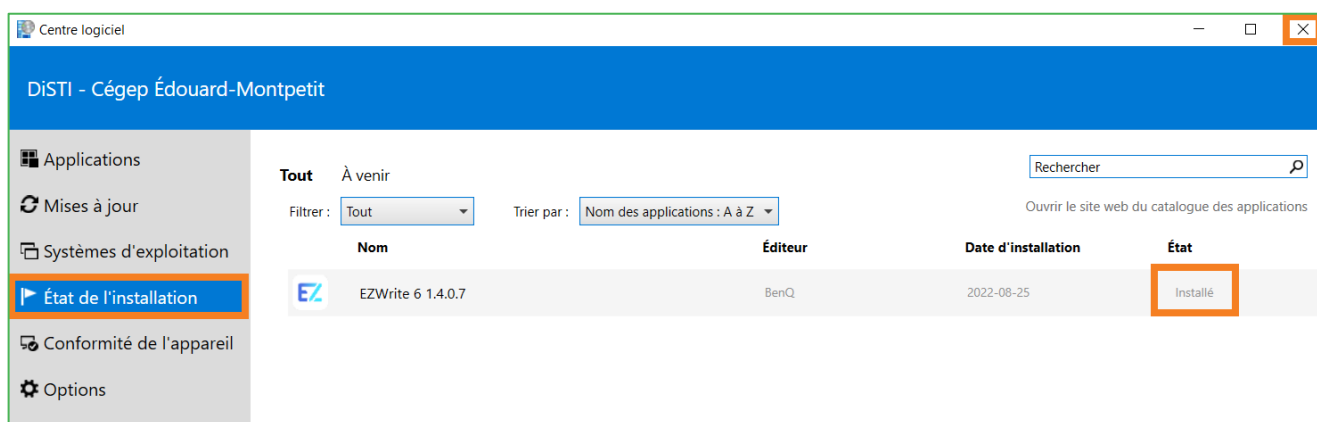 Centre logiciel
DiSTI - Cégep Édouard-Montpetit
Applications
Mises à jour
Systèmes d'exploitation
État de l'installation
Conformité de l'appareil
Options
Tout À venir
Rechercher
Filtrer : Tout Trier par : Nom des applications : A à Z
Ouvrir le site web du catalogue des applications
Nom Éditeur Date d'installation État
EZ EZWrite 6 1.4.0.7 BenQ 2022-08-25 Installé